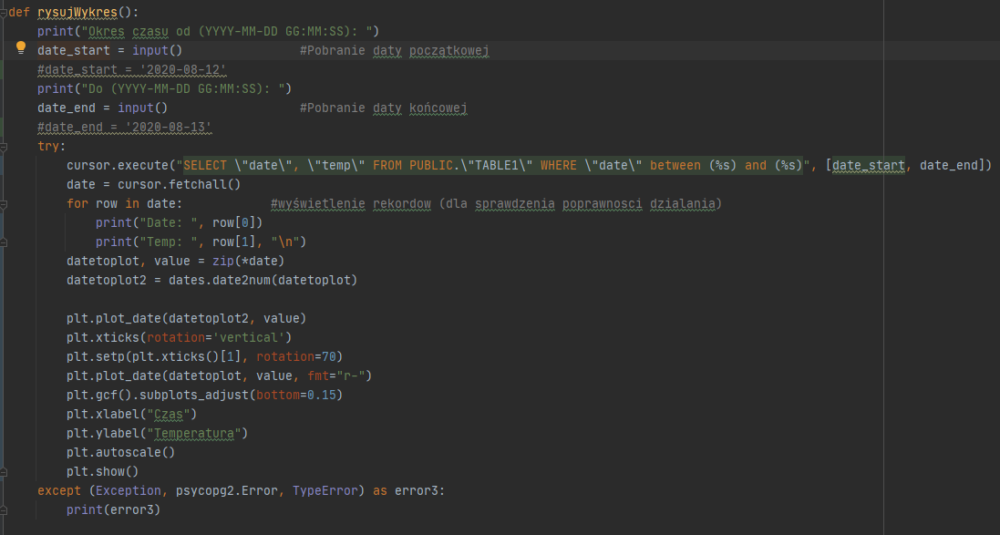 def rysujWykres():
    print("Okres czasu od (YYYY-MM-DD GG:MM:SS): ")
    date_start = input()                #Pobranie daty początkowej
    #date_start = '2020-08-12'
    print("Do (YYYY-MM-DD GG:MM:SS): ")
    date_end = input()                  #Pobranie daty końcowej
    #date_end = '2020-08-13'
    try:
        cursor.execute("SELECT \"date\", \"temp\" FROM PUBLIC.\"TABLE1\" WHERE \"date\" between (%s) and (%s)", [date_start, date_end])
        date = cursor.fetchall()
        for row in date:            #wyświetlenie rekordow (dla sprawdzenia poprawnosci dzialania)
            print("Date: ", row[0])
            print("Temp: ", row[1], "\n")
        datetoplot, value = zip(*date)
        datetoplot2 = dates.date2num(datetoplot)

        plt.plot_date(datetoplot2, value)
        plt.xticks(rotation='vertical')
        plt.setp(plt.xticks()[1], rotation=70)
        plt.plot_date(datetoplot, value, fmt="r-")
        plt.gcf().subplots_adjust(bottom=0.15)
        plt.xlabel("Czas")
        plt.ylabel("Temperatura")
        plt.autoscale()
        plt.show()
    except (Exception, psycopg2.Error, TypeError) as error3:
        print(error3)